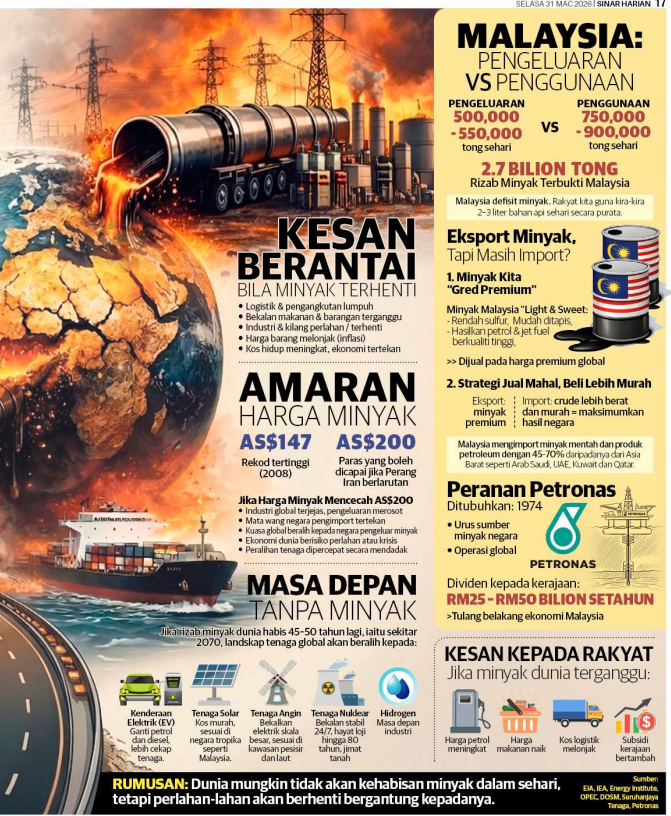 SELASA 31 MAC 2026 | SINAR HARIAN 17
KESAN
BERANTAI
BILA MINYAK TERHENTI
• Logistik & pengangkutan lumpuh
• Bekalan makanan & barangan terganggu
• Industri & kilang perlahan / terhenti
• Harga barang melonjak (inflasi)
• Kos hidup meningkat, ekonomi tertekan
AMARAN
HARGA MINYAK
AS$147
Rekod tertinggi
(2008)
AS$200
Paras yang boleh
dicapai jika Perang
Iran berlarutan
Jika Harga Minyak Mencecah AS$200
• Industri global terjejas, pengeluaran merosot
• Mata wang negara pengimport tertekan
• Kuasa global beralih kepada negara pengeluar minyak
• Ekonomi dunia berisiko perlahan atau krisis
• Peralihan tenaga dipercepat secara mendadak
MASA DEPAN
TANPA MINYAK
Jika rizab minyak dunia habis 45-50 tahun lagi, iaitu sekitar
2070, landskap tenaga global akan beralih kepada:
Kenderaan
Elektrik (EV)
Ganti petrol
dan diesel,
lebih cekap
tenaga.
Tenaga Solar
Kos murah,
sesuai di
negara tropika
seperti
Malaysia.
Tenaga Angin
Bekalkan
elektrik skala
besar, sesuai di
kawasan pesisir
dan laut
Tenaga Nuklear
Bekalan stabil
24/7, hayat loji
hingga 80
tahun, jimat
tanah
Hidrogen
Masa depan
industri
MALAYSIA:
PENGELUARAN
VS PENGGUNAAN
PENGELUARAN
500,000
-550,000
tong sehari
VS
PENGGUNAAN
750,000
-900,000
tong sehari
2.7 BILION TONG
Rizab Minyak Terbukti Malaysia
Malaysia defisit minyak. Rakyat kita guna kira-kira
2-3 liter bahan api sehari secara purata.
Eksport Minyak,
Tapi Masih Import?
1. Minyak Kita
"Gred Premium"
Minyak Malaysia "Light & Sweet:
- Rendah sulfur, Mudah ditapis,
- Hasilkan petrol & jet fuel
berkualiti tinggi,
>> Dijual pada harga premium global
2. Strategi Jual Mahal, Beli Lebih Murah
Eksport:
minyak
premium
Import: crude lebih berat
dan murah = maksimumkan
hasil negara
Malaysia mengimport minyak mentah dan produk
petroleum dengan 45-70% daripadanya dari Asia
Barat seperti Arab Saudi, UAE, Kuwait dan Qatar.
Peranan Petronas
Ditubuhkan: 1974
• Urus sumber
minyak negara
• Operasi global
PETRONAS
Dividen kepada kerajaan:
RM25 - RM50 BILION SETAHUN
>Tulang belakang ekonomi Malaysia
KESAN KEPADA RAKYAT
Jika minyak dunia terganggu:
Harga petrol
meningkat
Harga
makanan naik
Kos logistik
melonjak
Subsidi
kerajaan
bertambah
RUMUSAN: Dunia mungkin tidak akan kehabisan minyak dalam sehari,
tetapi perlahan-lahan akan berhenti bergantung kepadanya.
Sumber:
EIA, IEA, Energy Institute,
OPEC, DOSM, Suruhanjaya
Tenaga, Petronas